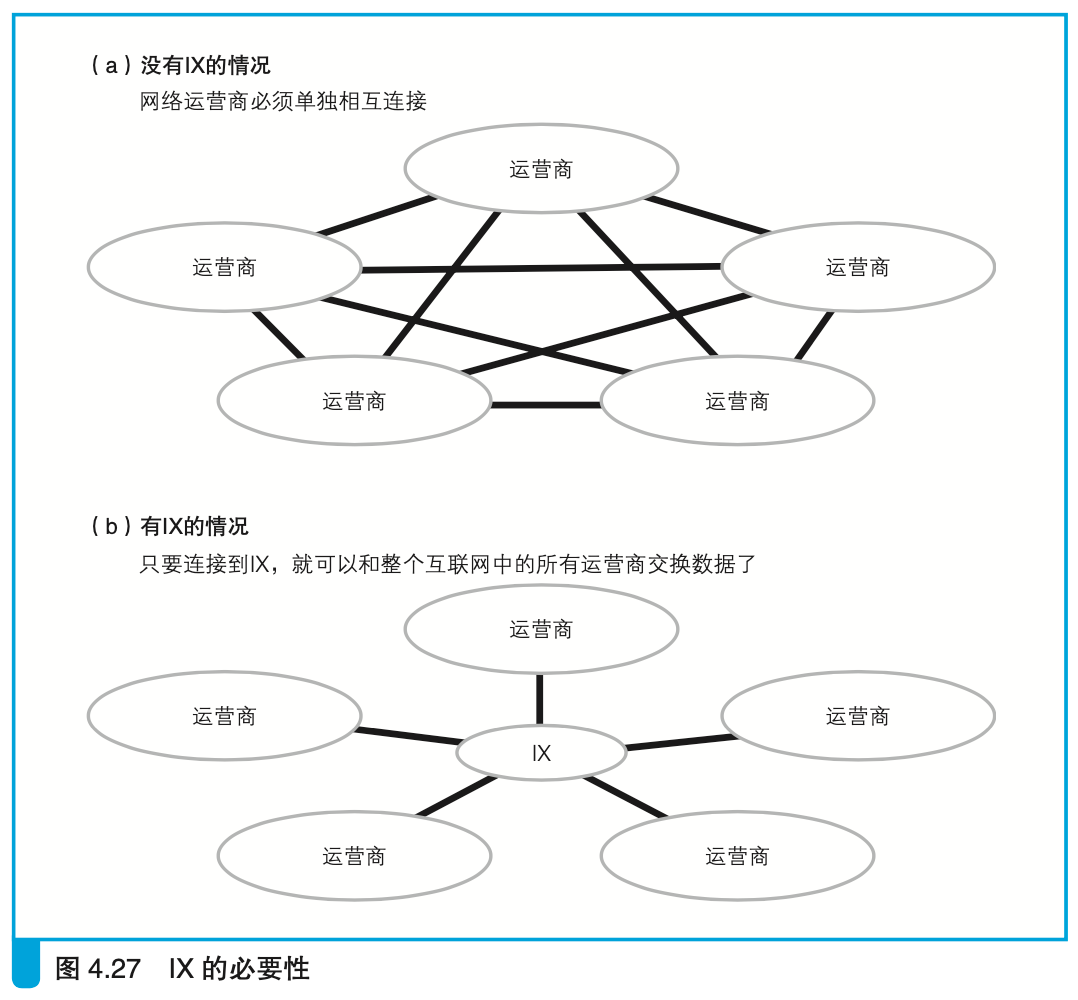 （a）没有IX的情况
网络运营商必须单独相互连接
运营商
运营商
运营商
运营商
运营商
（b）有IX的情况
只要连接到IX，就可以和整个互联网中的所有运营商交换数据了
运营商
运营商
运营商
IX
运营商
运营商
图 4.27　IX 的必要性